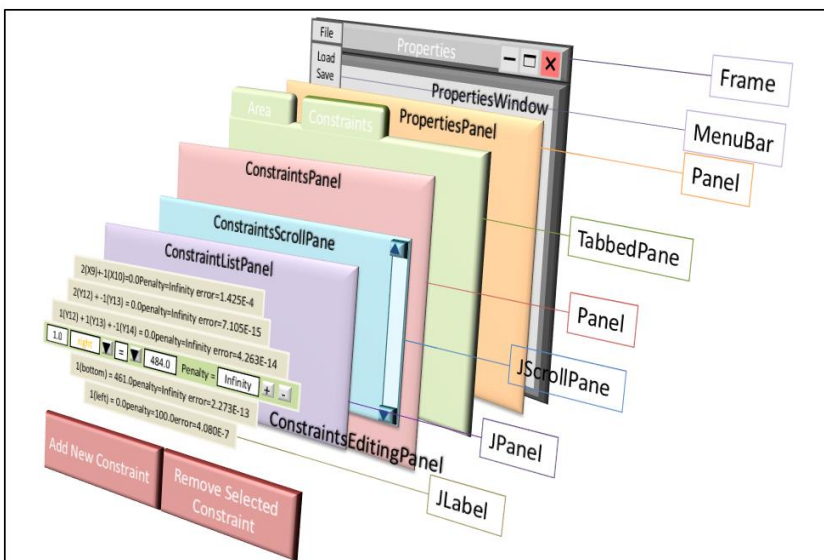 File
Properties
Load
Save
PropertiesWindow
PropertiesPanel
Area
Constraints
ConstraintsPanel
ConstraintsScrollPane
ConstraintListPanel
2(X9)+-1(X10)=0.0Penalty=Infinity error=1.425E-4
2(Y12) + -1(Y13) = 0.0penalty=Infinity error=7.105E-15
1(Y12) + 1(Y13) + -1(Y14) = 0.0penalty=Infinity error=4.263E-14
1.0 right = 484.0 Penalty = Infinity + -
1(bottom) = 461.0penalty=Infinity error=2.273E-13
1(left) = 0.0penalty=100.0error=4.080E-7
ConstraintsEditingPanel
Add New Constraint
Remove Selected
Constraint
Frame
MenuBar
Panel
TabbedPane
Panel
JScrollPane
JPanel
JLabel